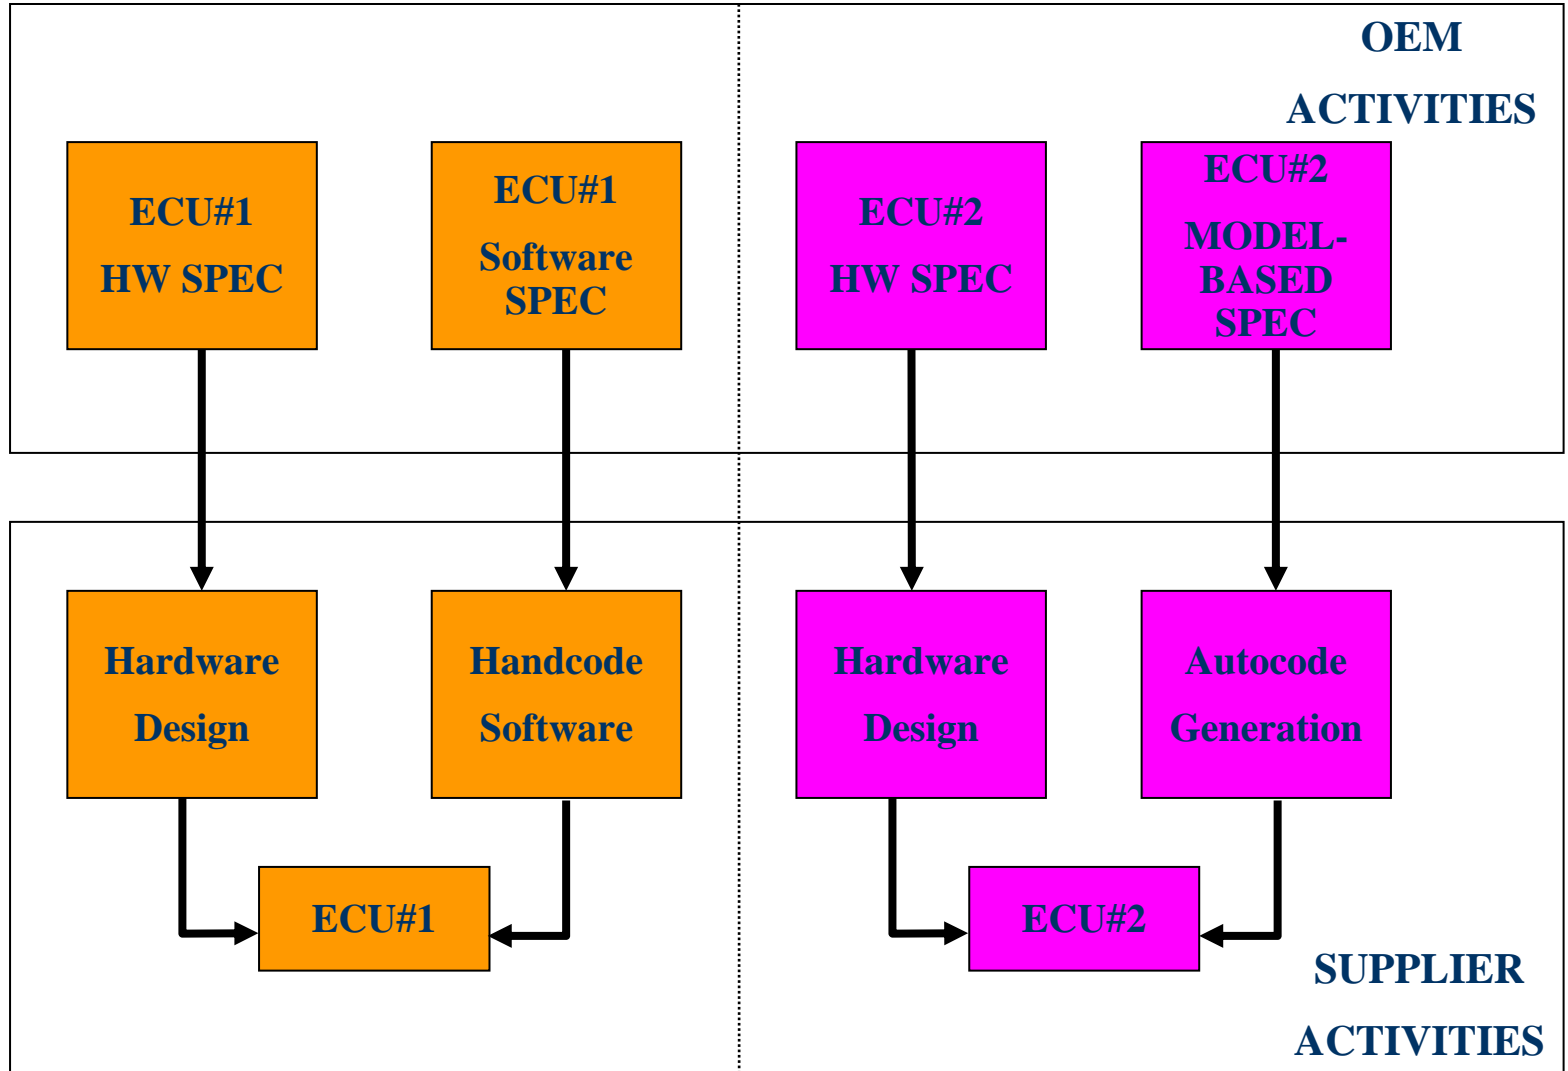 OEM
ACTIVITIES
ECU#1
HW SPEC
ECU#1
Software
SPEC
ECU#2
HW SPEC
ECU#2
MODEL-
BASED
SPEC
Hardware
Design
Handcode
Software
Hardware
Design
Autocode
Generation
ECU#1
ECU#2
SUPPLIER
ACTIVITIES